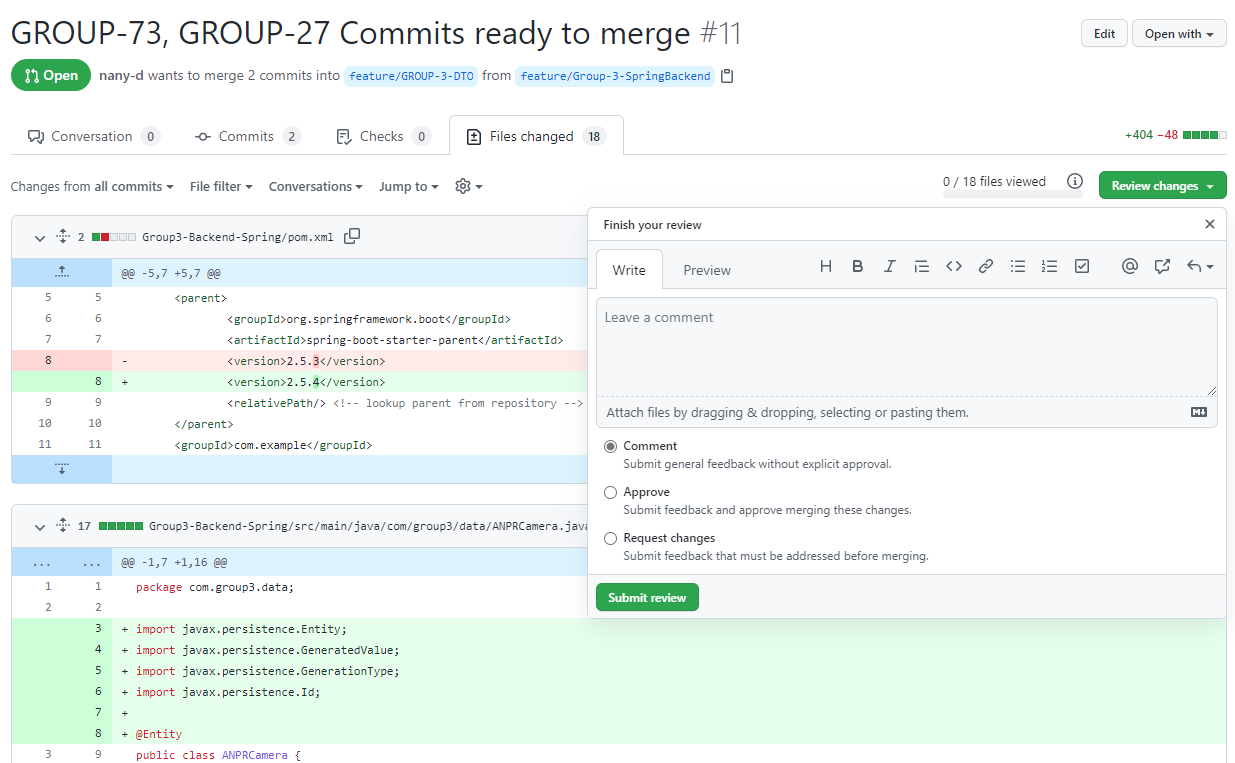 GROUP-73, GROUP-27 Commits ready to merge #11
Edit
Open with
Open
nany-d wants to merge 2 commits into feature/GROUP-3-DTO from feature/Group-3-SpringBackend
Conversation 0
Commits 2
Checks 0
Files changed 18
+404 −48
Changes from all commits
File filter
Conversations
Jump to
0 / 18 files viewed
Review changes
2 Group3-Backend-Spring/pom.xml
@@ -5,7 +5,7 @@
5 5 <parent>
6 6 <groupId>org.springframework.boot</groupId>
7 7 <artifactId>spring-boot-starter-parent</artifactId>
8 - <version>2.5.3</version>
8 + <version>2.5.4</version>
9 9 <relativePath/> <!-- lookup parent from repository -->
10 10 </parent>
11 11 <groupId>com.example</groupId>
17 Group3-Backend-Spring/src/main/java/com/group3/data/ANPRCamera.java
... ... @@ -1,7 +1,16 @@
1 1 package com.group3.data;
2 2
3 + import javax.persistence.Entity;
4 + import javax.persistence.GeneratedValue;
5 + import javax.persistence.GenerationType;
6 + import javax.persistence.Id;
7 +
8 + @Entity
3 9 public class ANPRCamera {
Finish your review
Write
Preview
Leave a comment
Attach files by dragging & dropping, selecting or pasting them.
Comment
Submit general feedback without explicit approval.
Approve
Submit feedback and approve merging these changes.
Request changes
Submit feedback that must be addressed before merging.
Submit review